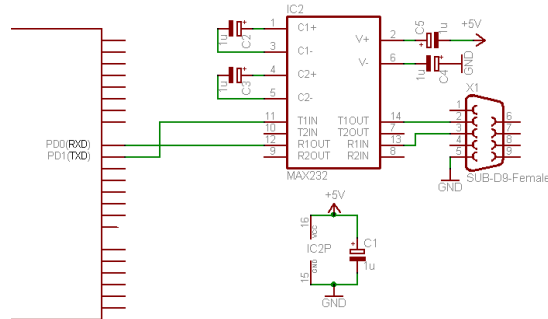 IC2
1u
C2
1
3
C1+
C1-
V+
V-
2
6
C5
1u
+5V
1u
C4
GND
1u
C3
4
5
C2+
C2-
X1
PD0(RXD)
PD1(TXD)
11
10
12
9
T1IN
T2IN
R1OUT
R2OUT
T1OUT
T2OUT
R1IN
R2IN
14
7
13
8
1
2
3
4
5
6
7
8
9
MAX232
GND
SUB-D9-Female
+5V
16
VCC
IC2P
15
GND
C1
1u
GND